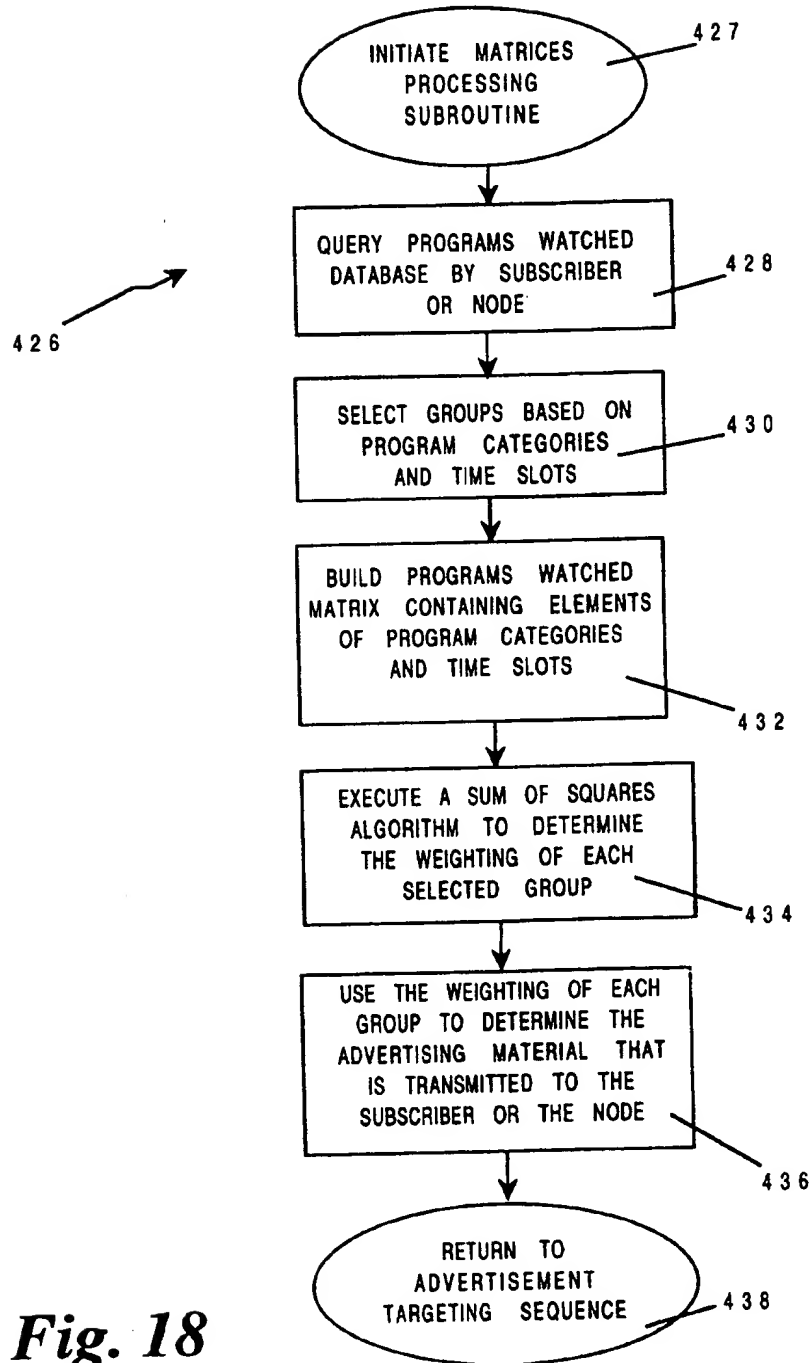 INITIATE MATRICES
PROCESSING
SUBROUTINE
427
QUERY PROGRAMS WATCHED
DATABASE BY SUBSCRIBER
OR NODE
428
426
SELECT GROUPS BASED ON
PROGRAM CATEGORIES
AND TIME SLOTS
430
BUILD PROGRAMS WATCHED
MATRIX CONTAINING ELEMENTS
OF PROGRAM CATEGORIES
AND TIME SLOTS
432
EXECUTE A SUM OF SQUARES
ALGORITHM TO DETERMINE
THE WEIGHTING OF EACH
SELECTED GROUP
434
USE THE WEIGHTING OF EACH
GROUP TO DETERMINE THE
ADVERTISING MATERIAL THAT
IS TRANSMITTED TO THE
SUBSCRIBER OR THE NODE
436
RETURN TO
ADVERTISEMENT
TARGETING SEQUENCE
438
Fig. 18